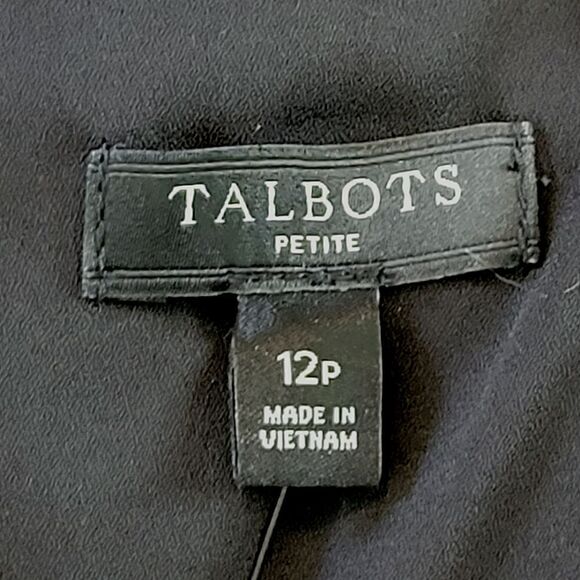 TALBOTS
PETITE
12P
MADE IN
VIETNAM